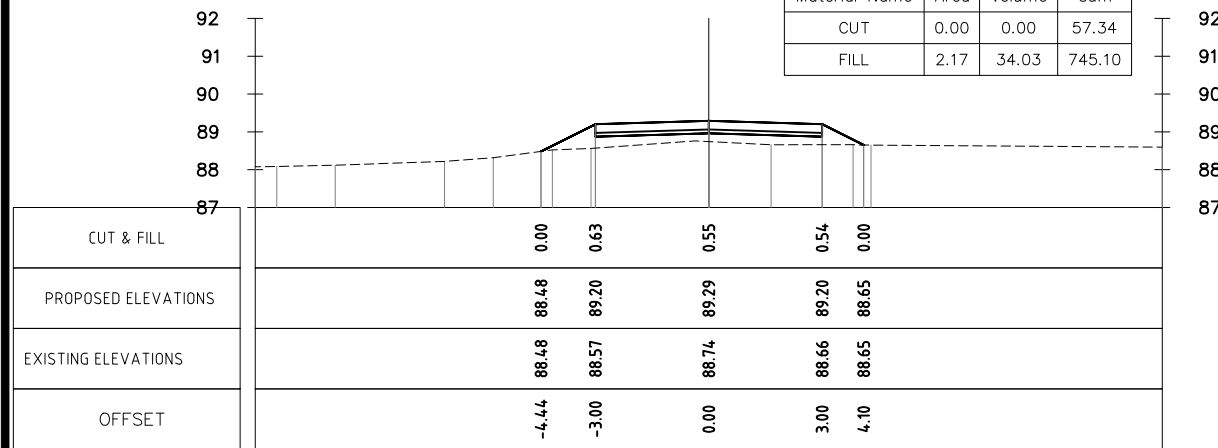 Material Name Area Volume Sum
CUT 0.00 0.00 57.34
FILL 2.17 34.03 745.10
92 92
91 91
90 90
89 89
88 88
87 87
CUT & FILL 0.00 0.63 0.55 0.54 0.00
PROPOSED ELEVATIONS 88.48 89.20 89.29 89.20 88.65
EXISTING ELEVATIONS 88.48 88.57 88.74 88.66 88.65
OFFSET -4.44 -3.00 0.00 3.00 4.10